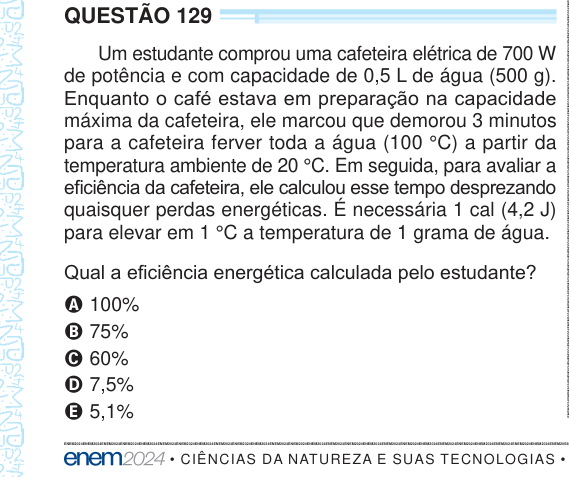 QUESTÃO 129
Um estudante comprou uma cafeteira elétrica de 700 W
de potência e com capacidade de 0,5 L de água (500 g).
Enquanto o café estava em preparação na capacidade
máxima da cafeteira, ele marcou que demorou 3 minutos
para a cafeteira ferver toda a água (100 °C) a partir da
temperatura ambiente de 20 °C. Em seguida, para avaliar a
eficiência da cafeteira, ele calculou esse tempo desprezando
quaisquer perdas energéticas. É necessária 1 cal (4,2 J)
para elevar em 1 °C a temperatura de 1 grama de água.
Qual a eficiência energética calculada pelo estudante?
A 100%
B 75%
C 60%
D 7,5%
E 5,1%
enem2024 • CIÊNCIAS DA NATUREZA E SUAS TECNOLOGIAS •